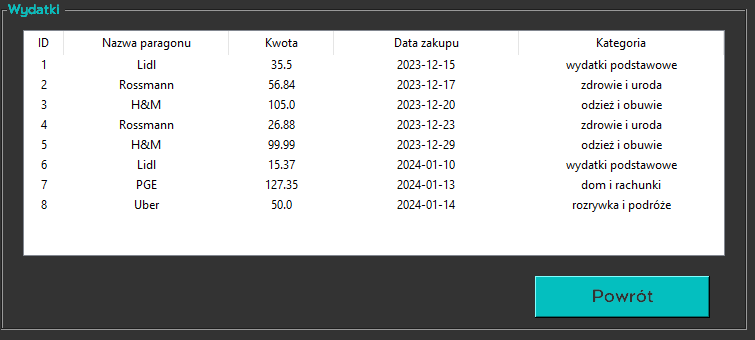 Wydatki
ID Nazwa paragonu Kwota Data zakupu Kategoria
1 Lidl 35.5 2023-12-15 wydatki podstawowe
2 Rossmann 56.84 2023-12-17 zdrowie i uroda
3 H&M 105.0 2023-12-20 odzież i obuwie
4 Rossmann 26.88 2023-12-23 zdrowie i uroda
5 H&M 99.99 2023-12-29 odzież i obuwie
6 Lidl 15.37 2024-01-10 wydatki podstawowe
7 PGE 127.35 2024-01-13 dom i rachunki
8 Uber 50.0 2024-01-14 rozrywka i podróże
Powrót